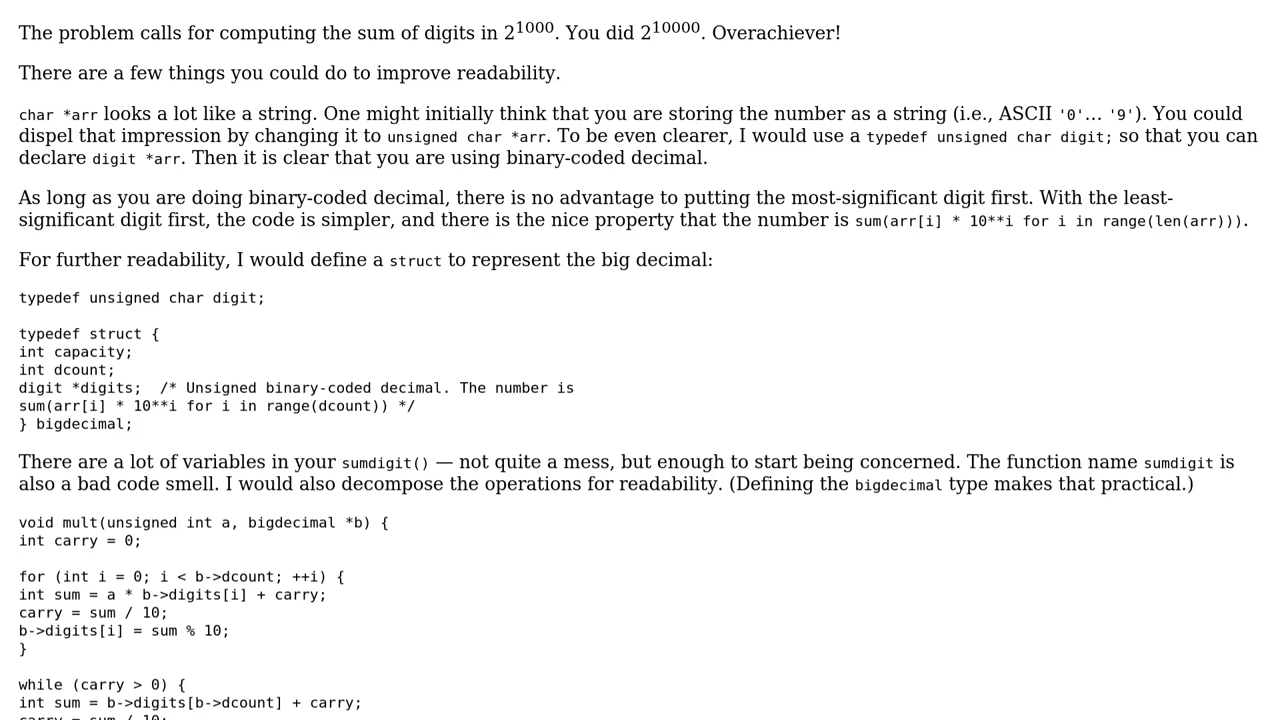 The problem calls for computing the sum of digits in 2^1000. You did 2^10000. Overachiever!
There are a few things you could do to improve readability.
char *arr looks a lot like a string. One might initially think that you are storing the number as a string (i.e., ASCII '0'… '9'). You could
dispel that impression by changing it to unsigned char *arr. To be even clearer, I would use a typedef unsigned char digit; so that you can
declare digit *arr. Then it is clear that you are using binary-coded decimal.
As long as you are doing binary-coded decimal, there is no advantage to putting the most-significant digit first. With the least-
significant digit first, the code is simpler, and there is the nice property that the number is sum(arr[i] * 10**i for i in range(len(arr))).
For further readability, I would define a struct to represent the big decimal:
typedef unsigned char digit;
typedef struct {
int capacity;
int dcount;
digit *digits;  /* Unsigned binary-coded decimal. The number is
sum(arr[i] * 10**i for i in range(dcount)) */
} bigdecimal;
There are a lot of variables in your sumdigit() — not quite a mess, but enough to start being concerned. The function name sumdigit is
also a bad code smell. I would also decompose the operations for readability. (Defining the bigdecimal type makes that practical.)
void mult(unsigned int a, bigdecimal *b) {
int carry = 0;
for (int i = 0; i < b->dcount; ++i) {
int sum = a * b->digits[i] + carry;
carry = sum / 10;
b->digits[i] = sum % 10;
}
while (carry > 0) {
int sum = b->digits[b->dcount] + carry;
carry = sum / 10;